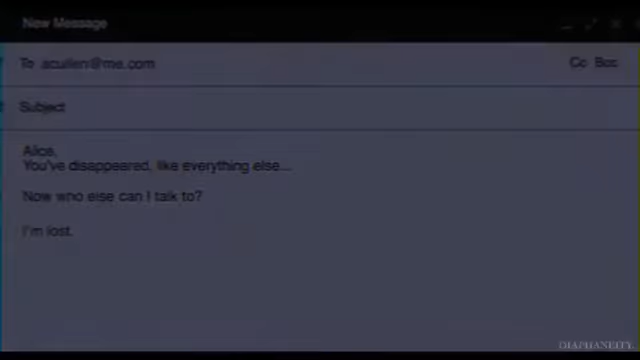 New Message
To acullen@me.com Cc Bcc
Subject
Alice,
You've disappeared, like everything else...
Now who else can I talk to?
I'm lost.
DIAPHANEITY.